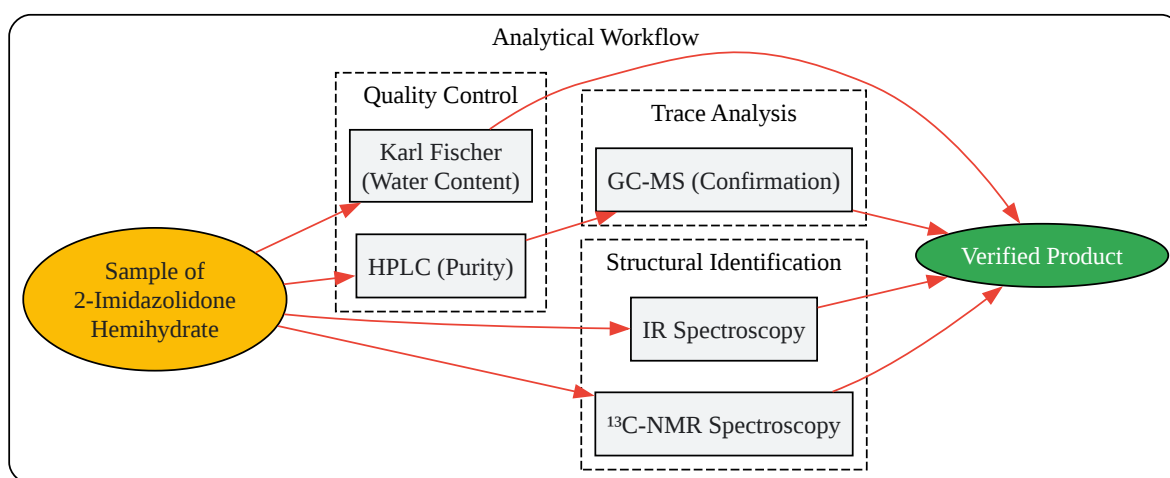 Analytical Workflow
Quality Control
Karl Fischer
(Water Content)
HPLC (Purity)
Trace Analysis
GC-MS (Confirmation)
Structural Identification
IR Spectroscopy
¹³C-NMR Spectroscopy
Sample of
2-Imidazolidone
Hemihydrate
Verified Product